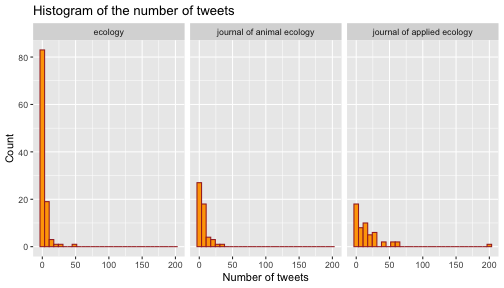 Histogram of the number of tweets
ecology
journal of animal ecology
journal of applied ecology
80
60
40
20
0
Count
0 50 100 150 200 0 50 100 150 200 0 50 100 150 200
Number of tweets